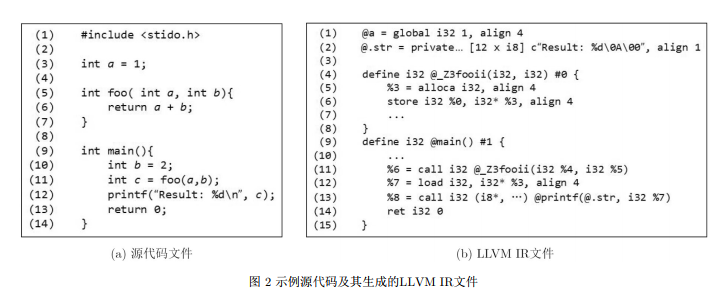 (1) #include <stido.h>
(2)
(3) int a = 1;
(4)
(5) int foo( int a, int b){
(6) return a + b;
(7) }
(8)
(9) int main(){
(10) int b = 2;
(11) int c = foo(a,b);
(12) printf("Result: %d\n", c);
(13) return 0;
(14) }
(a) 源代码文件
(1) @a = global i32 1, align 4
(2) @.str = private… [12 x i8] c"Result: %d\0A\00", align 1
(3)
(4) define i32 @_Z3fooii(i32, i32) #0 {
(5) %3 = alloca i32, align 4
(6) store i32 %0, i32* %3, align 4
(7) ...
(8) }
(9) define i32 @main() #1 {
(10) ...
(11) %6 = call i32 @_Z3fooii(i32 %4, i32 %5)
(12) %7 = load i32, i32* %3, align 4
(13) %8 = call i32 (i8*, …) @printf(@.str, i32 %7)
(14) ret i32 0
(15) }
(b) LLVM IR文件
图 2 示例源代码及其生成的LLVM IR文件